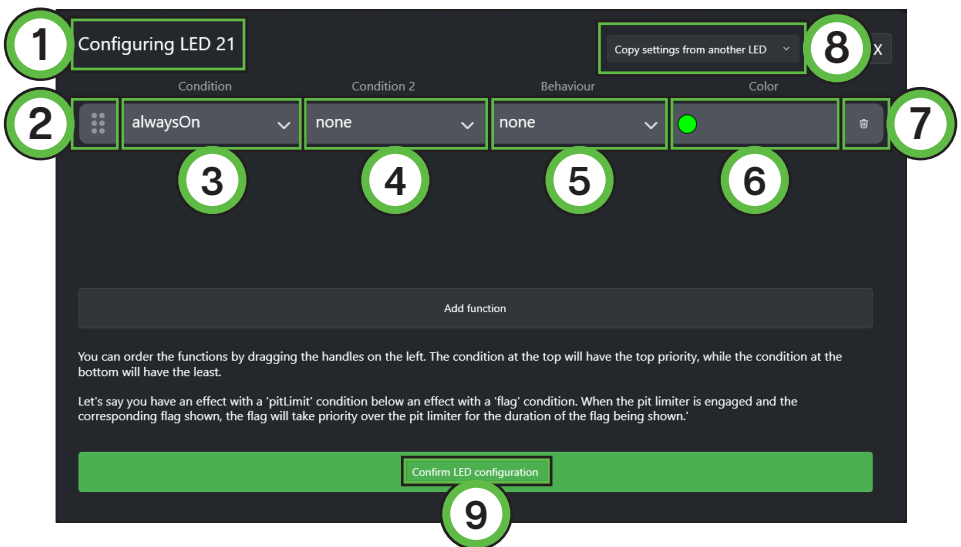 1
Configuring LED 21
Copy settings from another LED
8
X
Condition
Condition 2
Behaviour
Color
2
alwaysOn
none
none
7
3
4
5
6
Add function
You can order the functions by dragging the handles on the left. The condition at the top will have the top priority, while the condition at the
bottom will have the least.
Let's say you have an effect with a 'pitLimit' condition below an effect with a 'flag' condition. When the pit limiter is engaged and the
corresponding flag shown, the flag will take priority over the pit limiter for the duration of the flag being shown.'
Confirm LED configuration
9